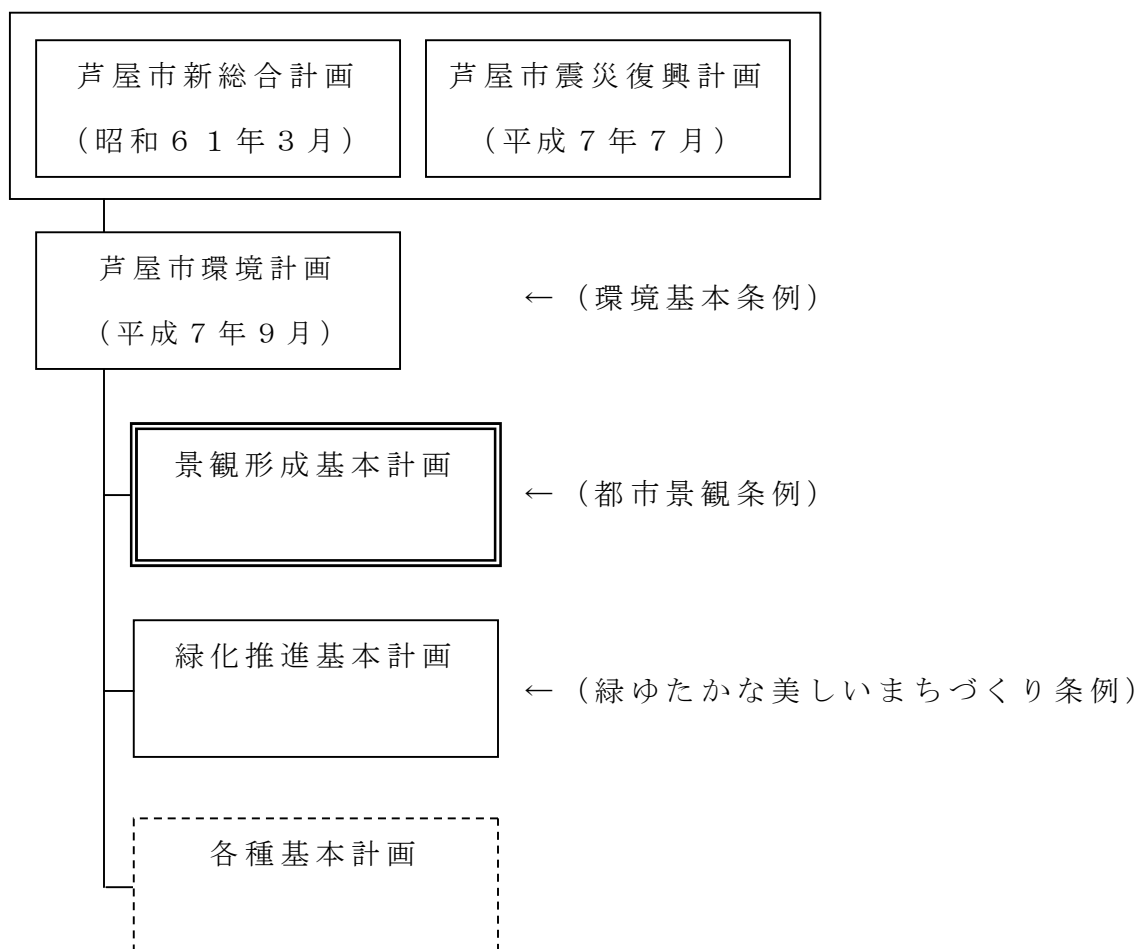 芦屋市新総合計画
(昭和61年3月)
芦屋市震災復興計画
(平成7年7月)
芦屋市環境計画
(平成7年9月)
←(環境基本条例)
景観形成基本計画
←(都市景観条例)
緑化推進基本計画
←(緑ゆたかな美しいまちづくり条例)
各種基本計画